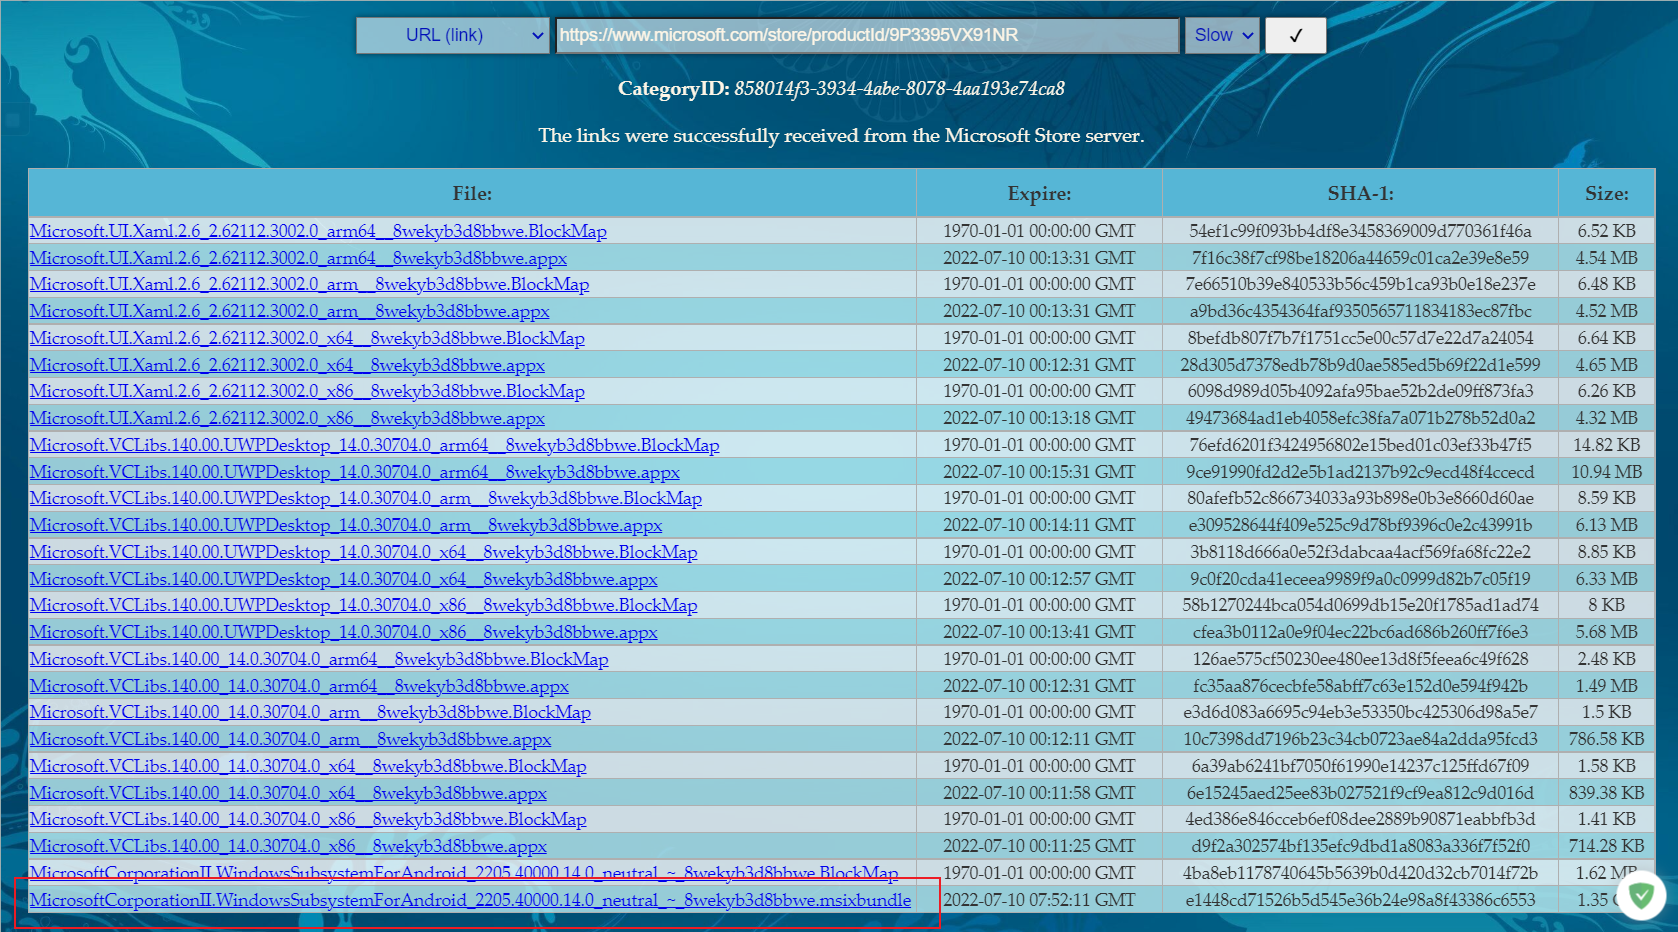 URL (link) https://www.microsoft.com/store/productId/9P3395VX91NR Slow ✓
CategoryID: 858014f3-3934-4abe-8078-4aa193e74ca8
The links were successfully received from the Microsoft Store server.
File: Expire: SHA-1: Size:
Microsoft.UI.Xaml.2.6_2.62112.3002.0_arm64__8wekyb3d8bbwe.BlockMap 1970-01-01 00:00:00 GMT 54ef1c99f093bb4df8e3458369009d770361f46a 6.52 KB
Microsoft.UI.Xaml.2.6_2.62112.3002.0_arm64__8wekyb3d8bbwe.appx 2022-07-10 00:13:31 GMT 7f16c38f7cf98be18206a44659c01ca2e39e8e59 4.54 MB
Microsoft.UI.Xaml.2.6_2.62112.3002.0_arm__8wekyb3d8bbwe.BlockMap 1970-01-01 00:00:00 GMT 7e66510b39e840533b56c459b1ca93b0e18e237e 6.48 KB
Microsoft.UI.Xaml.2.6_2.62112.3002.0_arm__8wekyb3d8bbwe.appx 2022-07-10 00:13:31 GMT a9bd36c4354364faf9350565711834183ec87fbc 4.52 MB
Microsoft.UI.Xaml.2.6_2.62112.3002.0_x64__8wekyb3d8bbwe.BlockMap 1970-01-01 00:00:00 GMT 8befdb807f7b7f1751cc5e00c57d7e22d7a24054 6.64 KB
Microsoft.UI.Xaml.2.6_2.62112.3002.0_x64__8wekyb3d8bbwe.appx 2022-07-10 00:12:31 GMT 28d305d7378edb78b9d0ae585ed5b69f22d1e599 4.65 MB
Microsoft.UI.Xaml.2.6_2.62112.3002.0_x86__8wekyb3d8bbwe.BlockMap 1970-01-01 00:00:00 GMT 6098d989d05b4092afa95bae52b2de09ff873fa3 6.26 KB
Microsoft.UI.Xaml.2.6_2.62112.3002.0_x86__8wekyb3d8bbwe.appx 2022-07-10 00:13:18 GMT 49473684ad1eb4058efc38fa7a071b278b52d0a2 4.32 MB
Microsoft.VCLibs.140.00.UWPDesktop_14.0.30704.0_arm64__8wekyb3d8bbwe.BlockMap 1970-01-01 00:00:00 GMT 76efd6201f3424956802e15bed01c03ef33b47f5 14.82 KB
Microsoft.VCLibs.140.00.UWPDesktop_14.0.30704.0_arm64__8wekyb3d8bbwe.appx 2022-07-10 00:15:31 GMT 9ce91990fd2d2e5b1ad2137b92c9ecd48f4ccecd 10.94 MB
Microsoft.VCLibs.140.00.UWPDesktop_14.0.30704.0_arm__8wekyb3d8bbwe.BlockMap 1970-01-01 00:00:00 GMT 80afefb52c866734033a93b898e0b3e8660d60ae 8.59 KB
Microsoft.VCLibs.140.00.UWPDesktop_14.0.30704.0_arm__8wekyb3d8bbwe.appx 2022-07-10 00:14:11 GMT e309528644f409e525c9d78bf9396c0e2c43991b 6.13 MB
Microsoft.VCLibs.140.00.UWPDesktop_14.0.30704.0_x64__8wekyb3d8bbwe.BlockMap 1970-01-01 00:00:00 GMT 3b8118d666a0e52f3dabcaa4acf569fa68fc22e2 8.85 KB
Microsoft.VCLibs.140.00.UWPDesktop_14.0.30704.0_x64__8wekyb3d8bbwe.appx 2022-07-10 00:12:57 GMT 9c0f20cda41eceea9989f9a0c0999d82b7c05f19 6.33 MB
Microsoft.VCLibs.140.00.UWPDesktop_14.0.30704.0_x86__8wekyb3d8bbwe.BlockMap 1970-01-01 00:00:00 GMT 58b1270244bca054d0699db15e20f1785ad1ad74 8 KB
Microsoft.VCLibs.140.00.UWPDesktop_14.0.30704.0_x86__8wekyb3d8bbwe.appx 2022-07-10 00:13:41 GMT cfea3b0112a0e9f04ec22bc6ad686b260ff7f6e3 5.68 MB
Microsoft.VCLibs.140.00_14.0.30704.0_arm64__8wekyb3d8bbwe.BlockMap 1970-01-01 00:00:00 GMT 126ae575cf50230ee480ee13d8f5feea6c49f628 2.48 KB
Microsoft.VCLibs.140.00_14.0.30704.0_arm64__8wekyb3d8bbwe.appx 2022-07-10 00:12:31 GMT fc35aa876cecbfe58abff7c63e152d0e594f942b 1.49 MB
Microsoft.VCLibs.140.00_14.0.30704.0_arm__8wekyb3d8bbwe.BlockMap 1970-01-01 00:00:00 GMT e3d6d083a6695c94eb3e53350bc425306d98a5e7 1.5 KB
Microsoft.VCLibs.140.00_14.0.30704.0_arm__8wekyb3d8bbwe.appx 2022-07-10 00:12:11 GMT 10c7398dd7196b23c34cb0723ae84a2dda95fcd3 786.58 KB
Microsoft.VCLibs.140.00_14.0.30704.0_x64__8wekyb3d8bbwe.BlockMap 1970-01-01 00:00:00 GMT 6a39ab6241bf7050f61990e14237c125ffd67f09 1.58 KB
Microsoft.VCLibs.140.00_14.0.30704.0_x64__8wekyb3d8bbwe.appx 2022-07-10 00:11:58 GMT 6e15245aed25ee83b027521f9cf9ea812c9d016d 839.38 KB
Microsoft.VCLibs.140.00_14.0.30704.0_x86__8wekyb3d8bbwe.BlockMap 1970-01-01 00:00:00 GMT 4ed386e846cceb6ef08dee2889b90871eabbfb3d 1.41 KB
Microsoft.VCLibs.140.00_14.0.30704.0_x86__8wekyb3d8bbwe.appx 2022-07-10 00:11:25 GMT d9f2a302574bf135efc9dbd1a8083a336f7f52f0 714.28 KB
MicrosoftCorporationII.WindowsSubsystemForAndroid_2205.40000.14.0_neutral_~_8wekyb3d8bbwe.BlockMap 1970-01-01 00:00:00 GMT 4ba8eb1178740645b5639b0d420d32cb7014f72b 1.62 MB
MicrosoftCorporationII.WindowsSubsystemForAndroid_2205.40000.14.0_neutral_~_8wekyb3d8bbwe.msixbundle 2022-07-10 07:52:11 GMT e1448cd71526b5d545e36b24e98a8f43386c6553 1.35